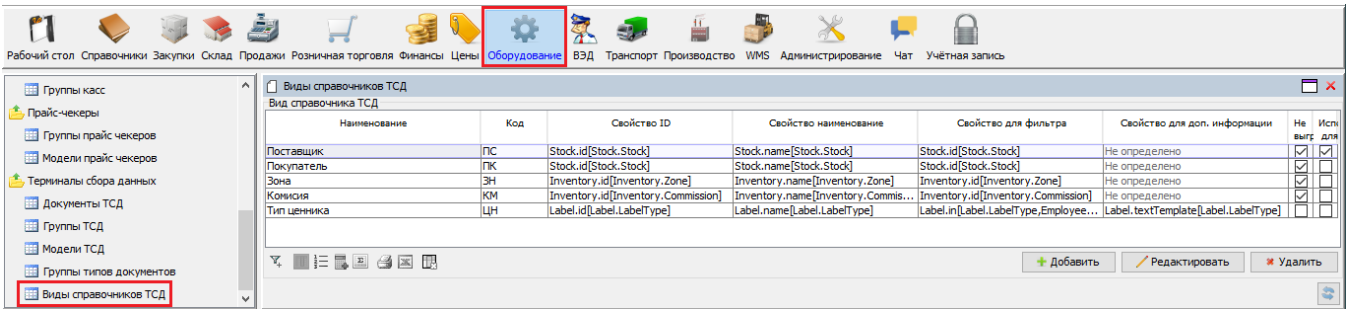 Рабочий стол Справочники Закупки Склад Продажи Розничная торговля Финансы Цены Оборудование ВЭД Транспорт Производство WMS Администрирование Чат Учётная запись
Группы касс
Прайс-чекеры
Группы прайс чекеров
Модели прайс чекеров
Терминалы сбора данных
Документы ТСД
Группы ТСД
Модели ТСД
Группы типов документов
Виды справочников ТСД
Виды справочников ТСД
Вид справочника ТСД
Наименование Код Свойство ID Свойство наименование Свойство для фильтра Свойство для доп. информации Не выгр Испо для
Поставщик ПС Stock.id[Stock.Stock] Stock.name[Stock.Stock] Stock.id[Stock.Stock] Не определено
Покупатель ПК Stock.id[Stock.Stock] Stock.name[Stock.Stock] Stock.id[Stock.Stock] Не определено
Зона ЗН Inventory.id[Inventory.Zone] Inventory.name[Inventory.Zone] Inventory.id[Inventory.Zone] Не определено
Комисия КМ Inventory.id[Inventory.Commission] Inventory.name[Inventory.Commis... Inventory.id[Inventory.Commission] Не определено
Тип ценника ЦН Label.id[Label.LabelType] Label.name[Label.LabelType] Label.in[Label.LabelType,Employee... Label.textTemplate[Label.LabelType]
Добавить Редактировать Удалить